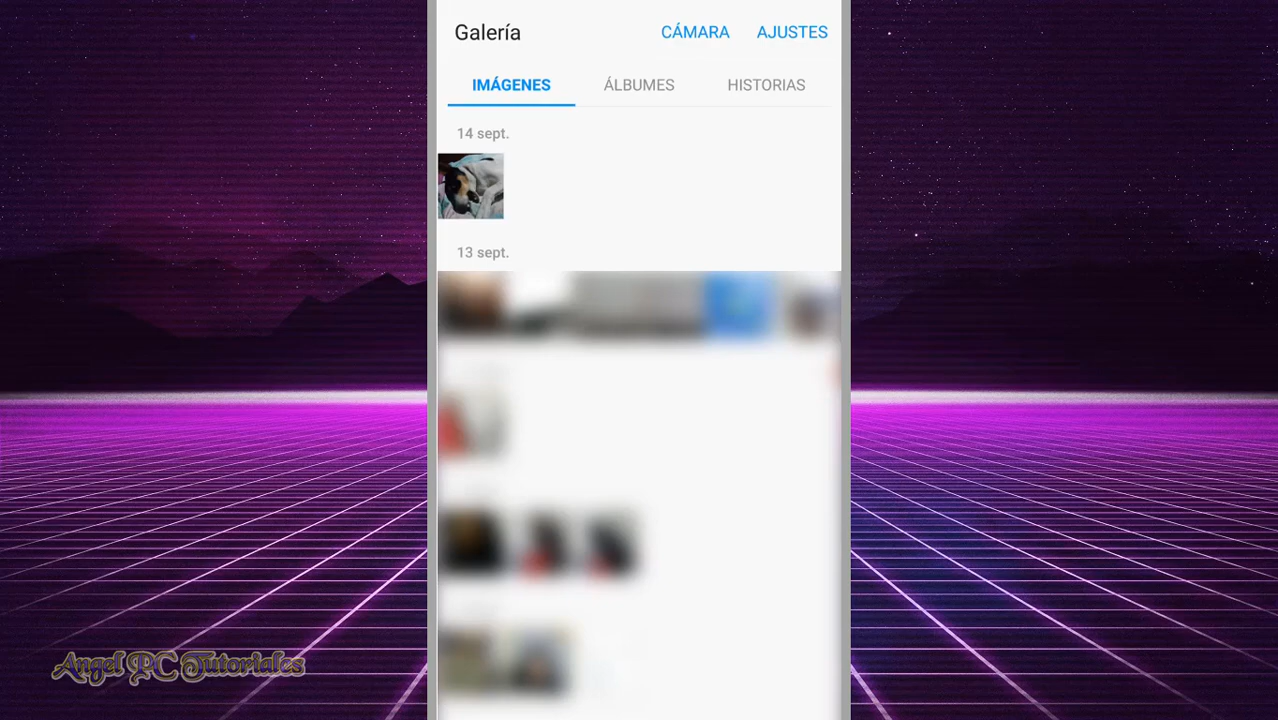 Galería
CÁMARA
AJUSTES
IMÁGENES
ÁLBUMES
HISTORIAS
14 sept.
13 sept.
Angel PC Tutoriales